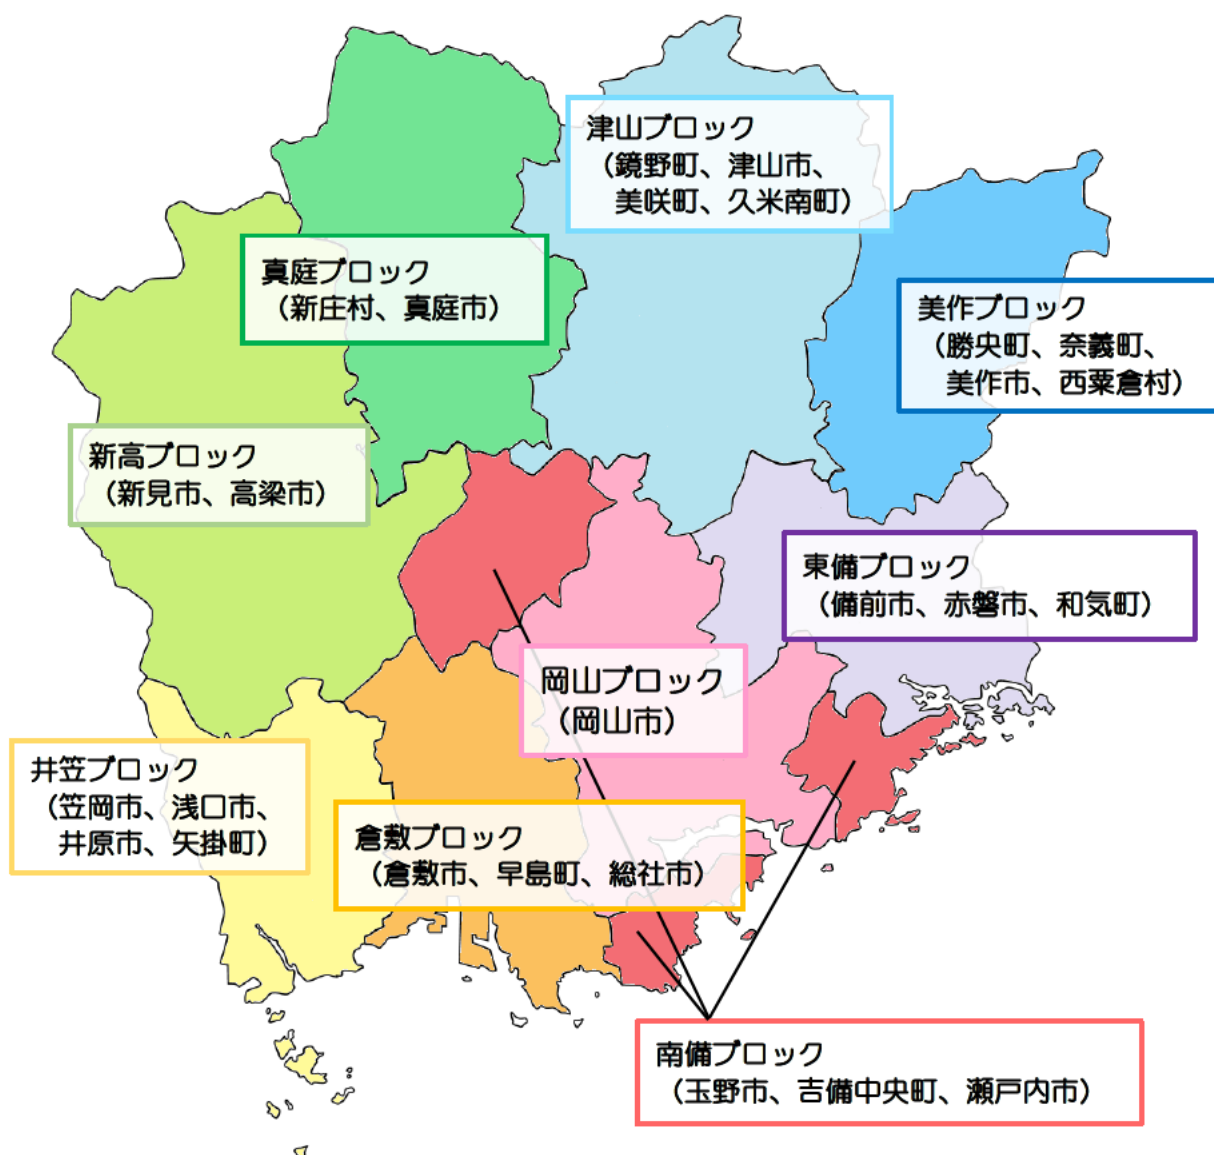 津山ブロック
（鏡野町、津山市、
美咲町、久米南町）
真庭ブロック
（新庄村、真庭市）
美作ブロック
（勝央町、奈義町、
美作市、西粟倉村）
新高ブロック
（新見市、高梁市）
東備ブロック
（備前市、赤磐市、和気町）
岡山ブロック
（岡山市）
井笠ブロック
（笠岡市、浅口市、
井原市、矢掛町）
倉敷ブロック
（倉敷市、早島町、総社市）
南備ブロック
（玉野市、吉備中央町、瀬戸内市）